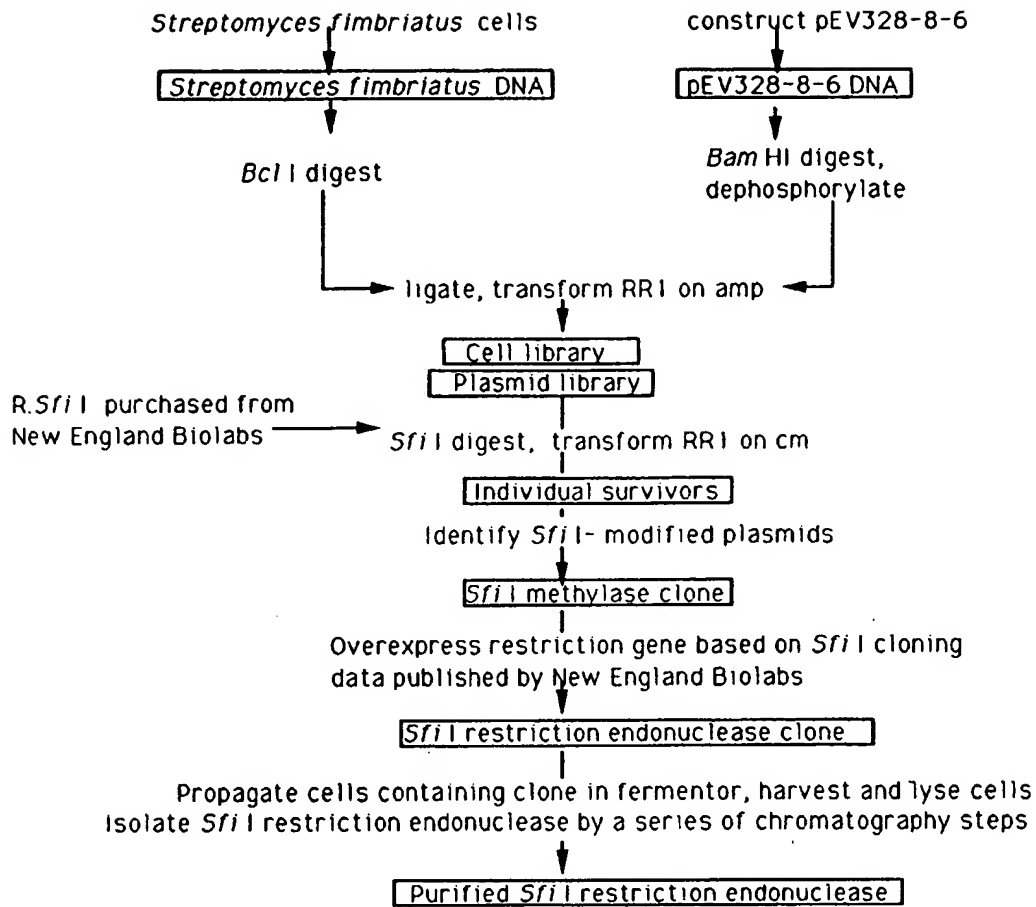 Streptomyces fimbriatus cells
construct pEV328-8-6
Streptomyces fimbriatus DNA
pEV328-8-6 DNA
Bcl I digest
Bam HI digest,
dephosphorylate
ligate, transform RR1 on amp
Cell library
Plasmid library
R.Sfi I purchased from
New England Biolabs
Sfi I digest, transform RR1 on cm
Individual survivors
Identify Sfi I- modified plasmids
Sfi I methylase clone
Overexpress restriction gene based on Sfi I cloning
data published by New England Biolabs
Sfi I restriction endonuclease clone
Propagate cells containing clone in fermentor, harvest and lyse cells
Isolate Sfi I restriction endonuclease by a series of chromatography steps
Purified Sfi I restriction endonuclease